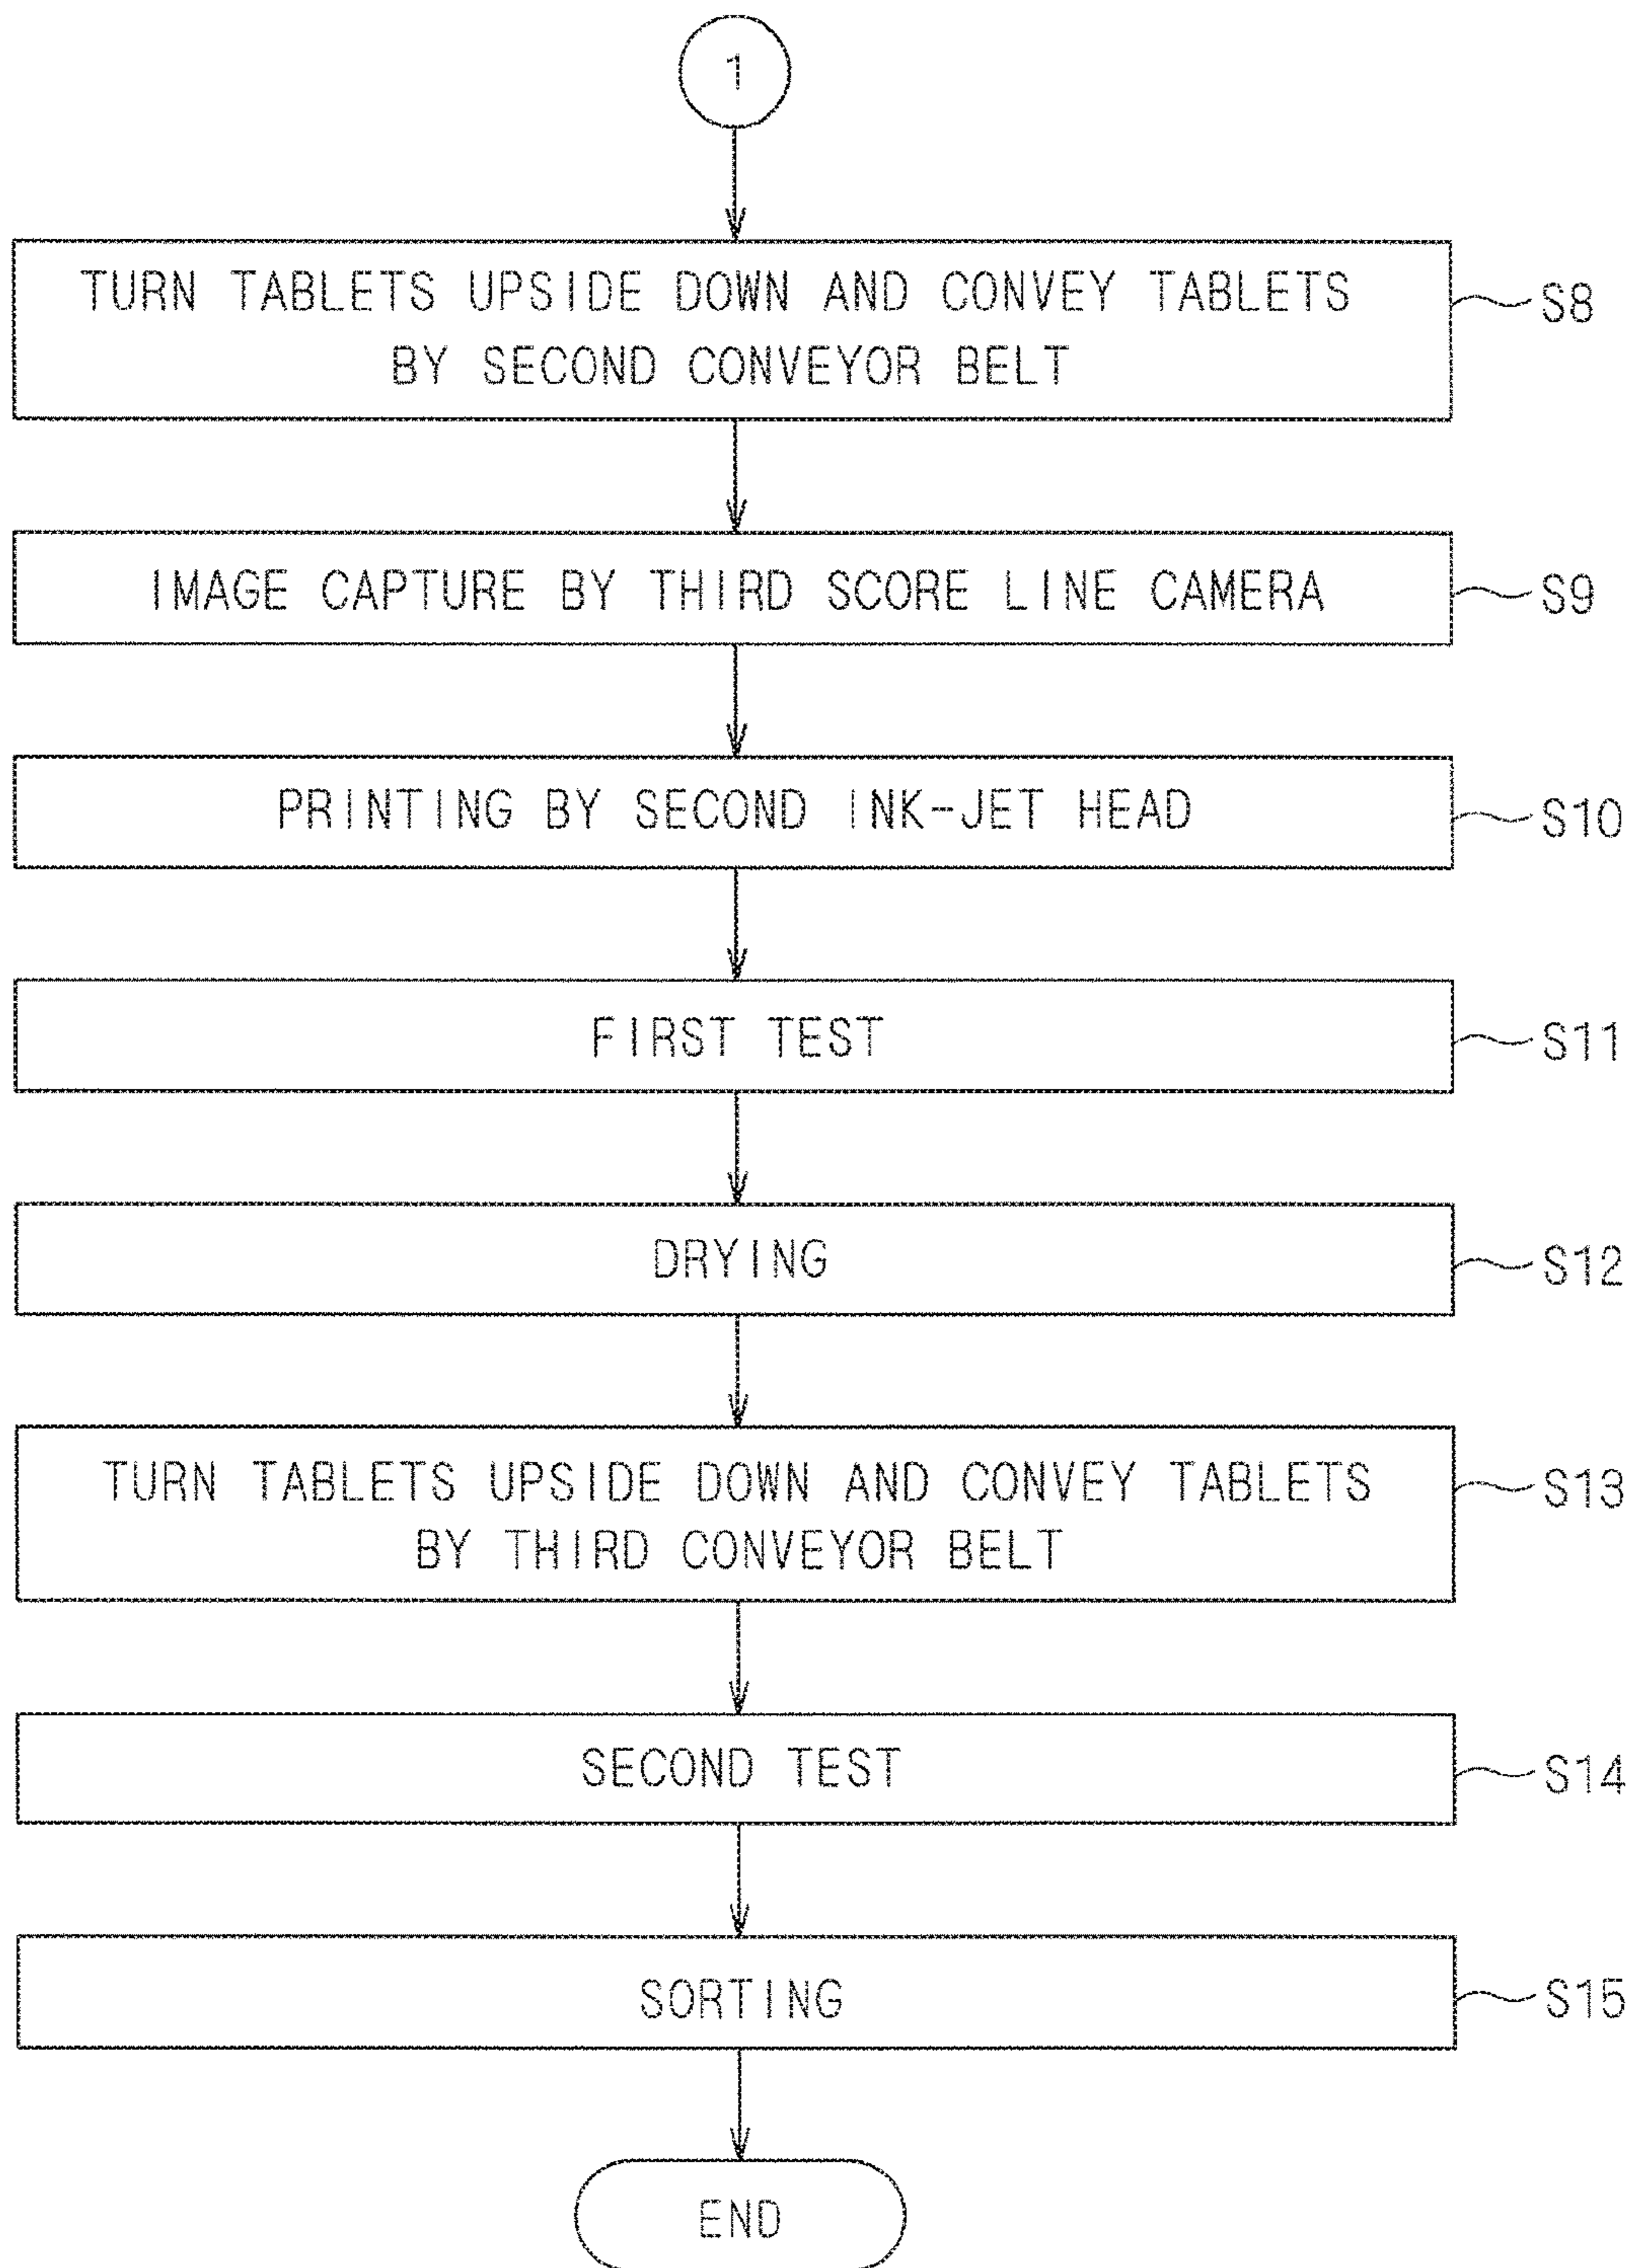 1
TURN TABLETS UPSIDE DOWN AND CONVEY TABLETS
BY SECOND CONVEYOR BELT
S8
IMAGE CAPTURE BY THIRD SCORE LINE CAMERA
S9
PRINTING BY SECOND INK-JET HEAD
S10
FIRST TEST
S11
DRYING
S12
TURN TABLETS UPSIDE DOWN AND CONVEY TABLETS
BY THIRD CONVEYOR BELT
S13
SECOND TEST
S14
SORTING
S15
END